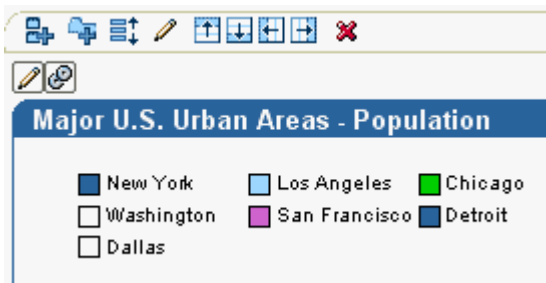 Major U.S. Urban Areas - Population
New York Los Angeles Chicago
Washington San Francisco Detroit
Dallas